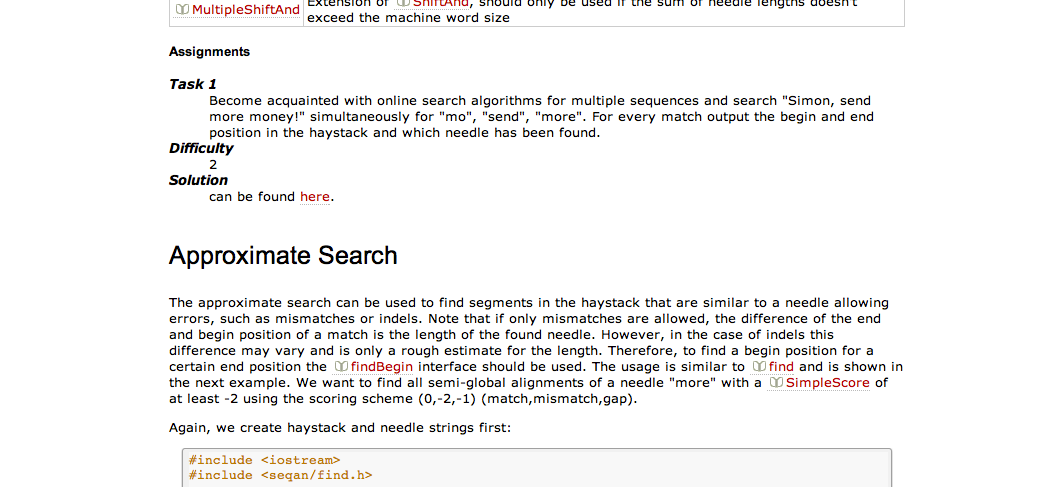 Extension of ShiftAnd, should only be used if the sum of needle lengths doesn't
MultipleShiftAnd
exceed the machine word size
Assignments
Task 1
Become acquainted with online search algorithms for multiple sequences and search "Simon, send
more money!" simultaneously for "mo", "send", "more". For every match output the begin and end
position in the haystack and which needle has been found.
Difficulty
2
Solution
can be found here.
Approximate Search
The approximate search can be used to find segments in the haystack that are similar to a needle allowing
errors, such as mismatches or indels. Note that if only mismatches are allowed, the difference of the end
and begin position of a match is the length of the found needle. However, in the case of indels this
difference may vary and is only a rough estimate for the length. Therefore, to find a begin position for a
certain end position the findBegin interface should be used. The usage is similar to find and is shown in
the next example. We want to find all semi-global alignments of a needle "more" with a SimpleScore of
at least -2 using the scoring scheme (0,-2,-1) (match,mismatch,gap).
Again, we create haystack and needle strings first:
#include <iostream>
#include <seqan/find.h>